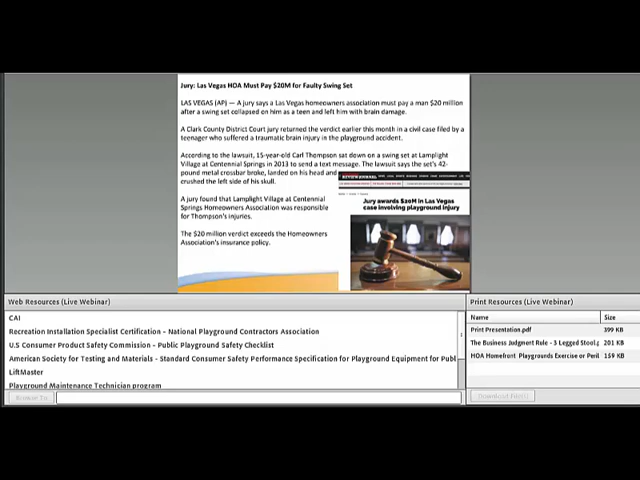 Jury: Las Vegas HOA Must Pay $20M for Faulty Swing Set
LAS VEGAS (AP) — A jury says a Las Vegas homeowners association must pay a man $20 million
after a swing set collapsed on him as a teen and left him with brain damage.
A Clark County District Court jury returned the verdict earlier this month in a civil case filed by a
teenager who suffered a traumatic brain injury in the playground accident.
According to the lawsuit, 15-year-old Carl Thompson sat down on a swing set at Lamplight
Village at Centennial Springs in 2013 to send a text message. The lawsuit says the set's 42-
pound metal crossbar broke, landed on his head and
crushed the left side of his skull.
A jury found that Lamplight Village at Centennial
Springs Homeowners Association was responsible
for Thompson's injuries.
The $20 million verdict exceeds the Homeowners
Association's insurance policy.
Jury awards $20M in Las Vegas
case involving playground injury
Web Resources (Live Webinar)
CAI
Recreation Installation Specialist Certification - National Playground Contractors Association
U.S Consumer Product Safety Commission - Public Playground Safety Checklist
American Society for Testing and Materials - Standard Consumer Safety Performance Specification for Playground Equipment for Publ
LiftMaster
Playground Maintenance Technician program
Browse To
Print Resources (Live Webinar)
Name Size
Print Presentation.pdf 399 KB
The Business Judgment Rule - 3 Legged Stool.p 201 KB
HOA Homefront Playgrounds Exercise or Peril 159 KB
Download File(s)